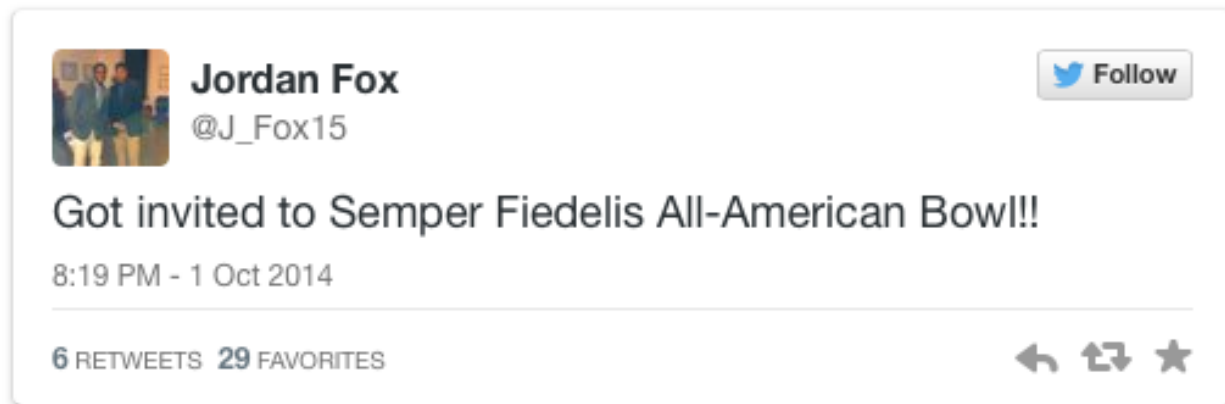 Jordan Fox
Follow
@J_Fox15
Got invited to Semper Fiedelis All-American Bowl!!
8:19 PM - 1 Oct 2014
6 RETWEETS 29 FAVORITES